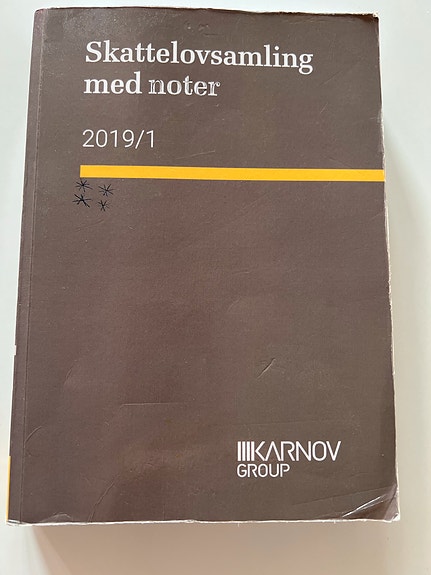 Skattelovsamling
med noter
2019/1
KARNOV
GROUP